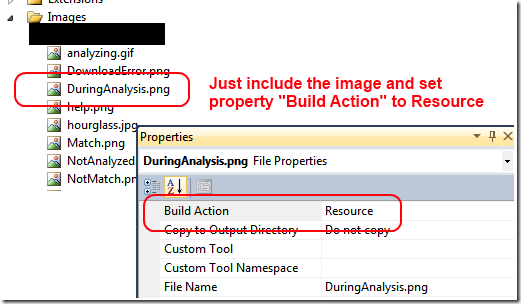 Extensions
Images
analyzing.gif
DownloadError.png
DuringAnalysis.png
help.png
hourglass.jpg
Match.png
NotAnalyzed
NotMatch.pn
Just include the image and set
property "Build Action" to Resource
Properties
DuringAnalysis.png File Properties
Build Action Resource
Copy to Output Directory Do not copy
Custom Tool
Custom Tool Namespace
File Name DuringAnalysis.png